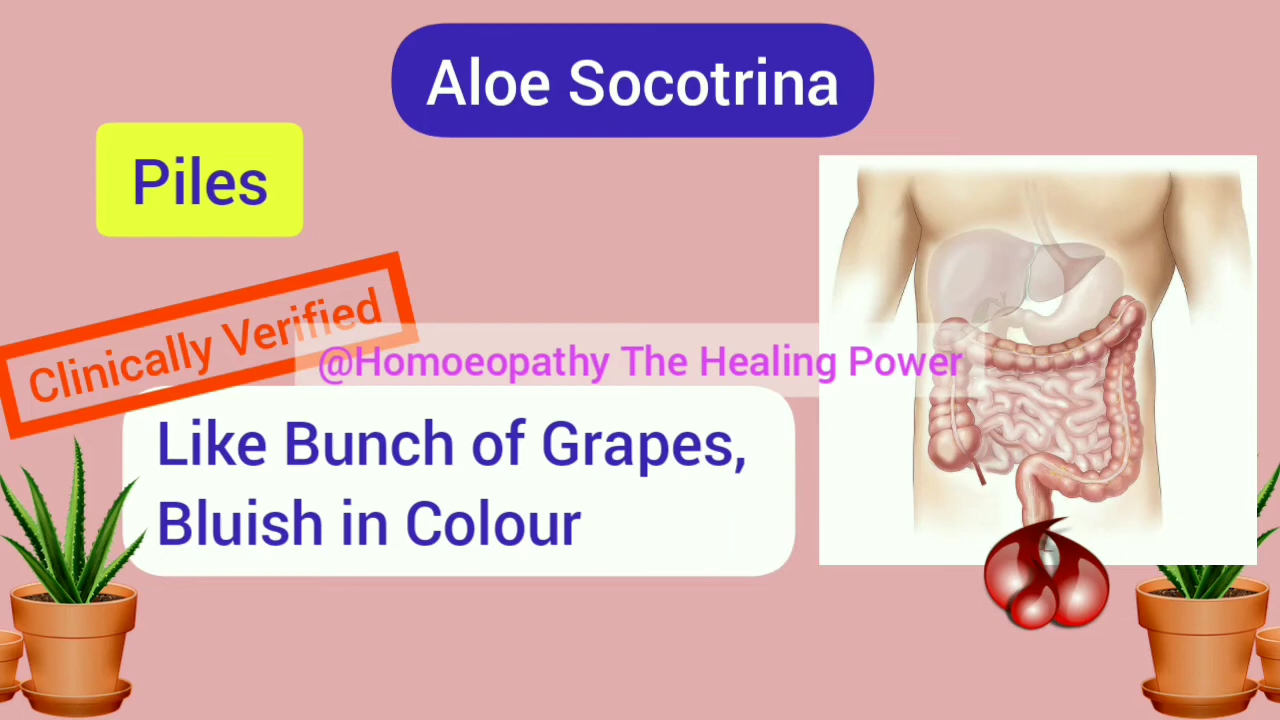 Aloe Socotrina
Piles
Clinically Verified
@Homoeopathy The Healing Power
Like Bunch of Grapes,
Bluish in Colour